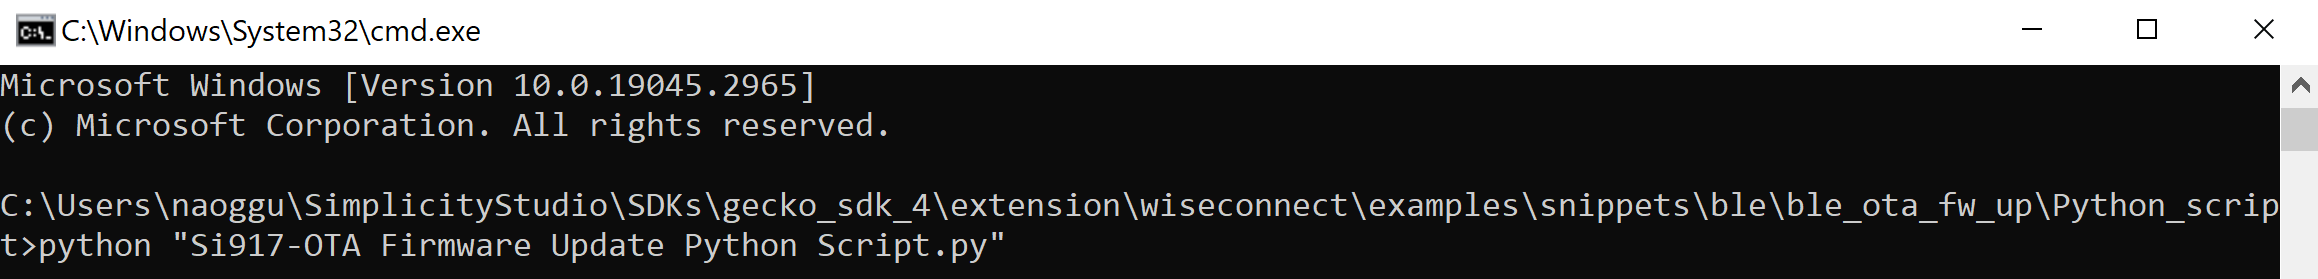 C:\Windows\System32\cmd.exe
Microsoft Windows [Version 10.0.19045.2965]
(c) Microsoft Corporation. All rights reserved.
C:\Users\naoggu\SimplicityStudio\SDKs\gecko_sdk_4\extension\wiseconnect\examples\snippets\ble\ble_ota_fw_up\Python_scrip
t>python "Si917-OTA Firmware Update Python Script.py"